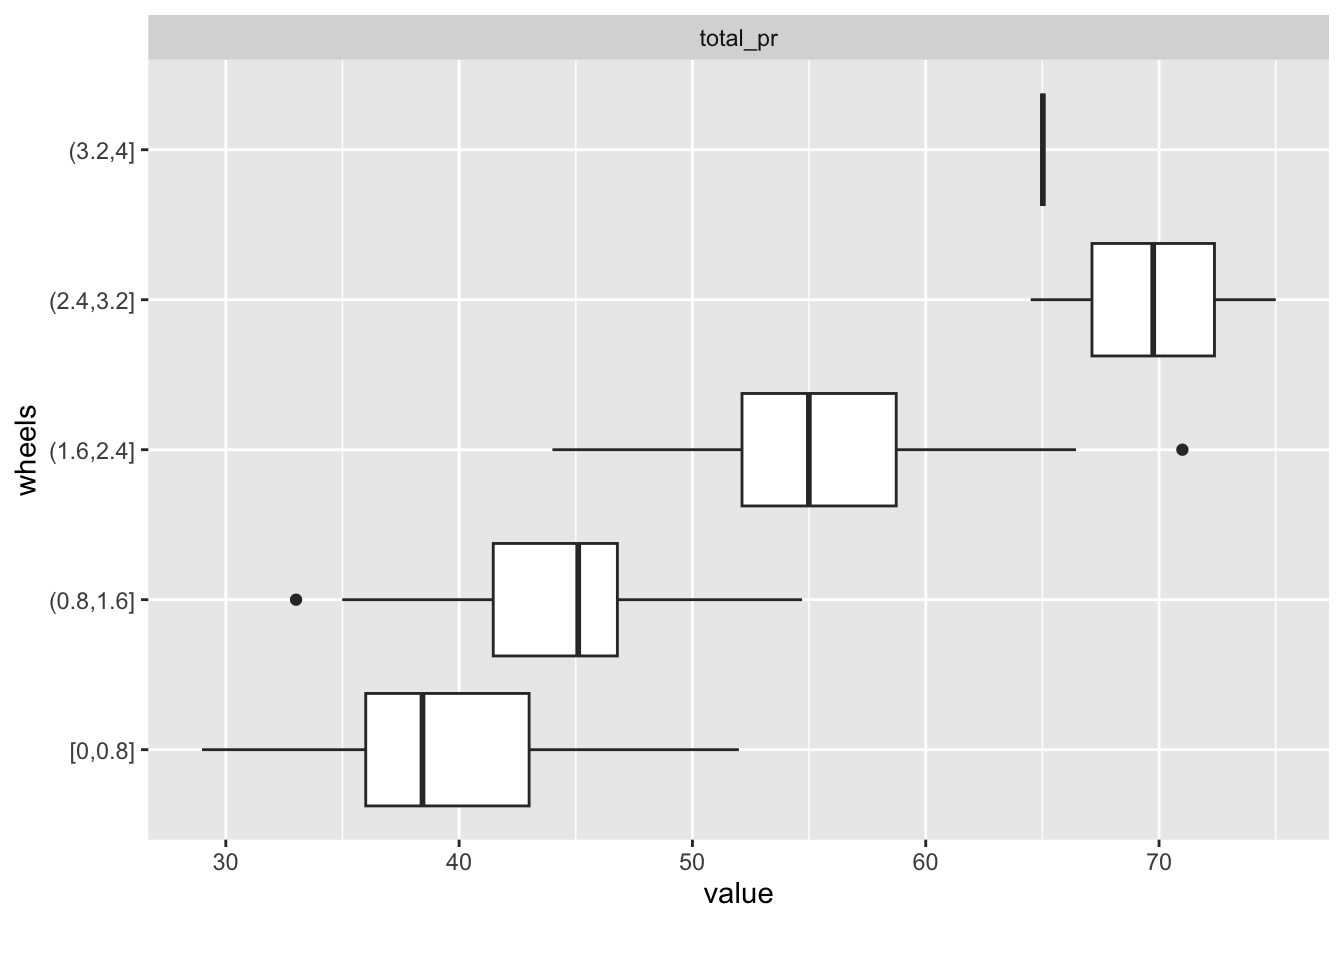 total_pr
(3.2,4]
(2.4,3.2]
(1.6,2.4]
(0.8,1.6]
[0,0.8]
wheels
30 40 50 60 70
value